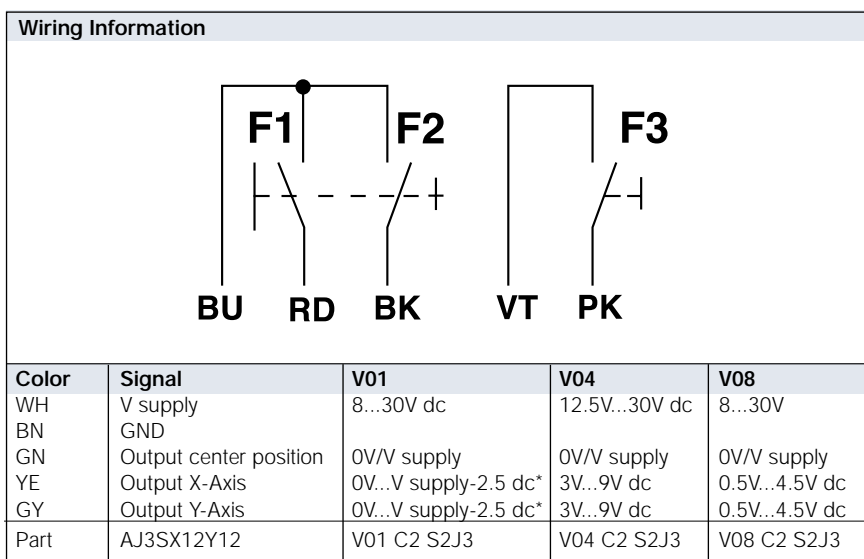 Wiring Information
F1 F2 F3
BU RD BK VT PK
Color Signal V01 V04 V08
WH V supply 8...30V dc 12.5V...30V dc 8...30V
BN GND
GN Output center position 0V/V supply 0V/V supply 0V/V supply
YE Output X-Axis 0V...V supply-2.5 dc* 3V...9V dc 0.5V...4.5V dc
GY Output Y-Axis 0V...V supply-2.5 dc* 3V...9V dc 0.5V...4.5V dc
Part AJ3SX12Y12 V01 C2 S2J3 V04 C2 S2J3 V08 C2 S2J3